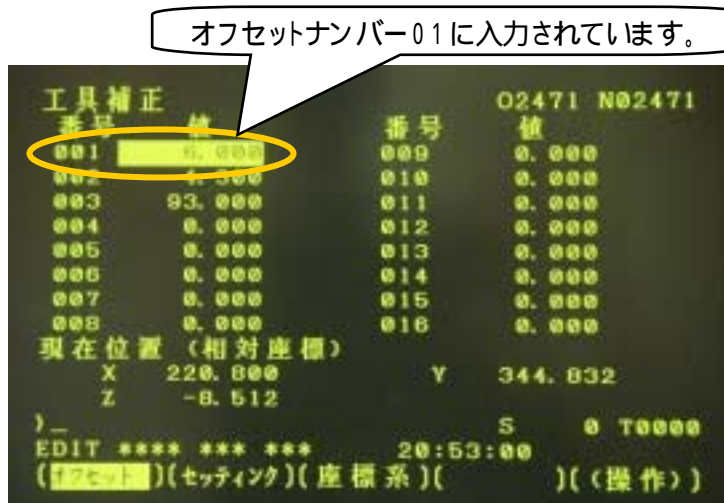 オフセットナンバー01に入力されています。
工具補正 O2471 N02471
番号 値 番号 値
001 6.000 009 0.000
002 4.500 010 0.000
003 93.000 011 0.000
004 0.000 012 0.000
005 0.000 013 0.000
006 0.000 014 0.000
007 0.000 015 0.000
008 0.000 016 0.000
現在位置 (相対座標)
X 220.800 Y 344.832
Z -8.512
)_ S 0 T0000
EDIT **** *** *** 20:53:00
(オフセット)(セッティング)(座標系)( )((操作))